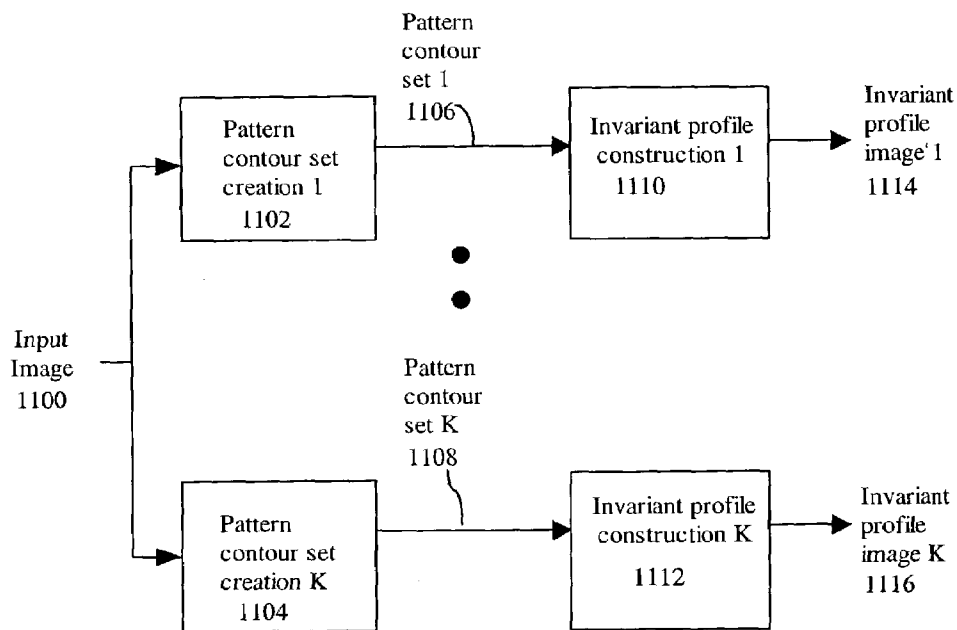 Pattern
contour
set 1
1106
Pattern
contour set
creation 1
1102
Invariant profile
construction 1
1110
Invariant
profile
image 1
1114
Input
Image
1100
Pattern
contour
set K
1108
Pattern
contour set
creation K
1104
Invariant profile
construction K
1112
Invariant
profile
image K
1116